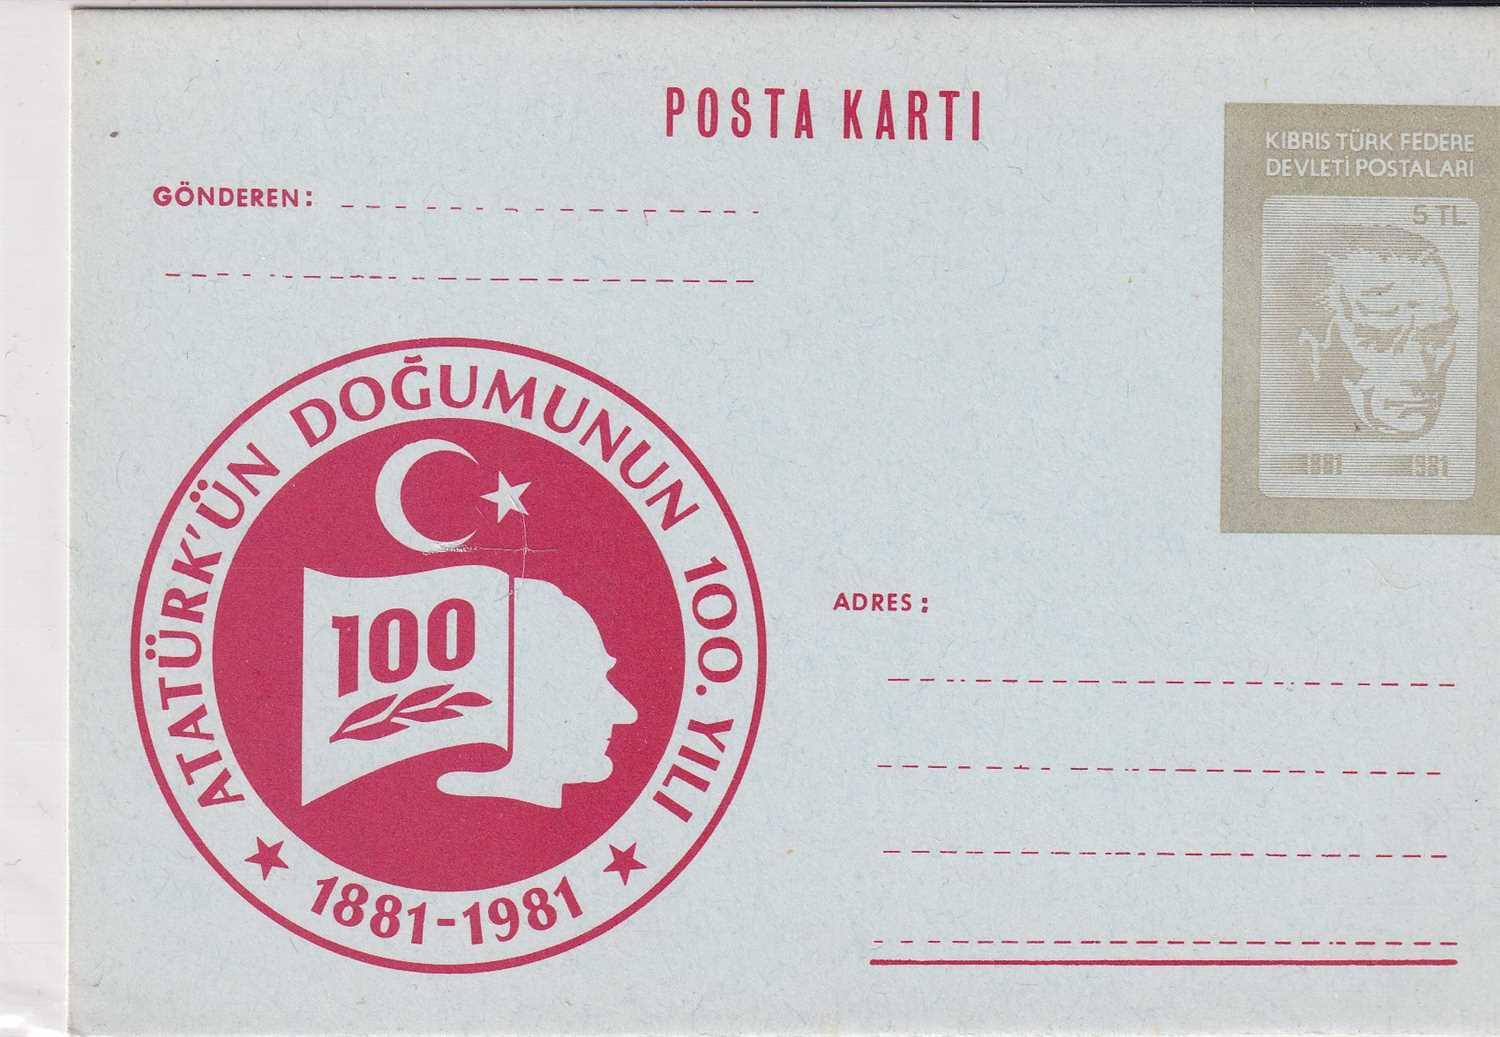 POSTA KARTI
KIBRIS TÜRK FEDERE
DEVLETİ POSTALARI
5 TL
1881 1981
GÖNDEREN:
ATATÜRK'ÜN DOĞUMUNUN 100. YILI
100
1881-1981
ADRES: